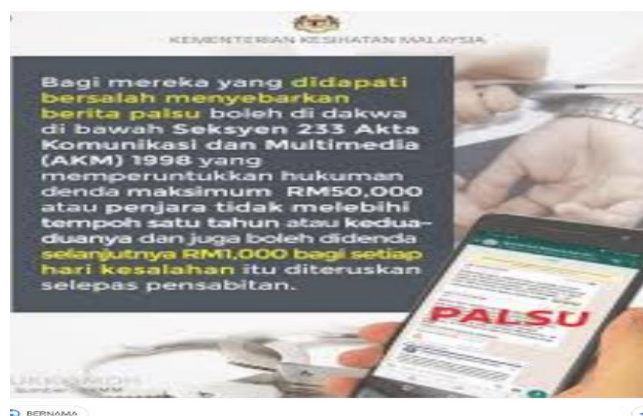 KEMENTERIAN KESIHATAN MALAYSIA
Bagi mereka yang didapati
bersalah menyebarkan
berita palsu boleh di dakwa
di bawah Seksyen 233 Akta
Komunikasi dan Multimedia
(AKM) 1998 yang
memperuntukkan hukuman
denda maksimum RM50,000
atau penjara tidak melebihi
tempoh satu tahun atau kedua-
duanya dan juga boleh didenda
selanjutnya RM1,000 bagi setiap
hari kesalahan itu diteruskan
selepas pensabitan.
PALSU
BERNAMA